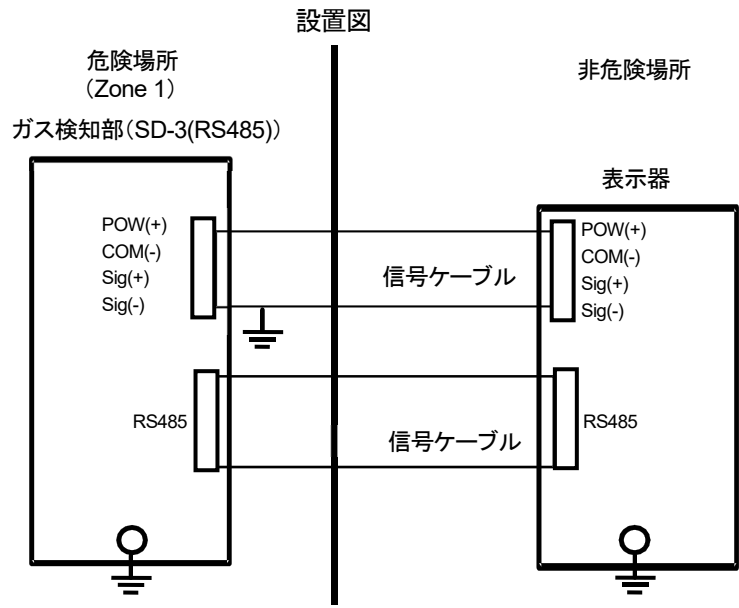 設置図
危険場所
(Zone 1)
ガス検知部(SD-3(RS485))
非危険場所
表示器
POW(+)
COM(-)
Sig(+)
Sig(-)
信号ケーブル
POW(+)
COM(-)
Sig(+)
Sig(-)
RS485
信号ケーブル
RS485